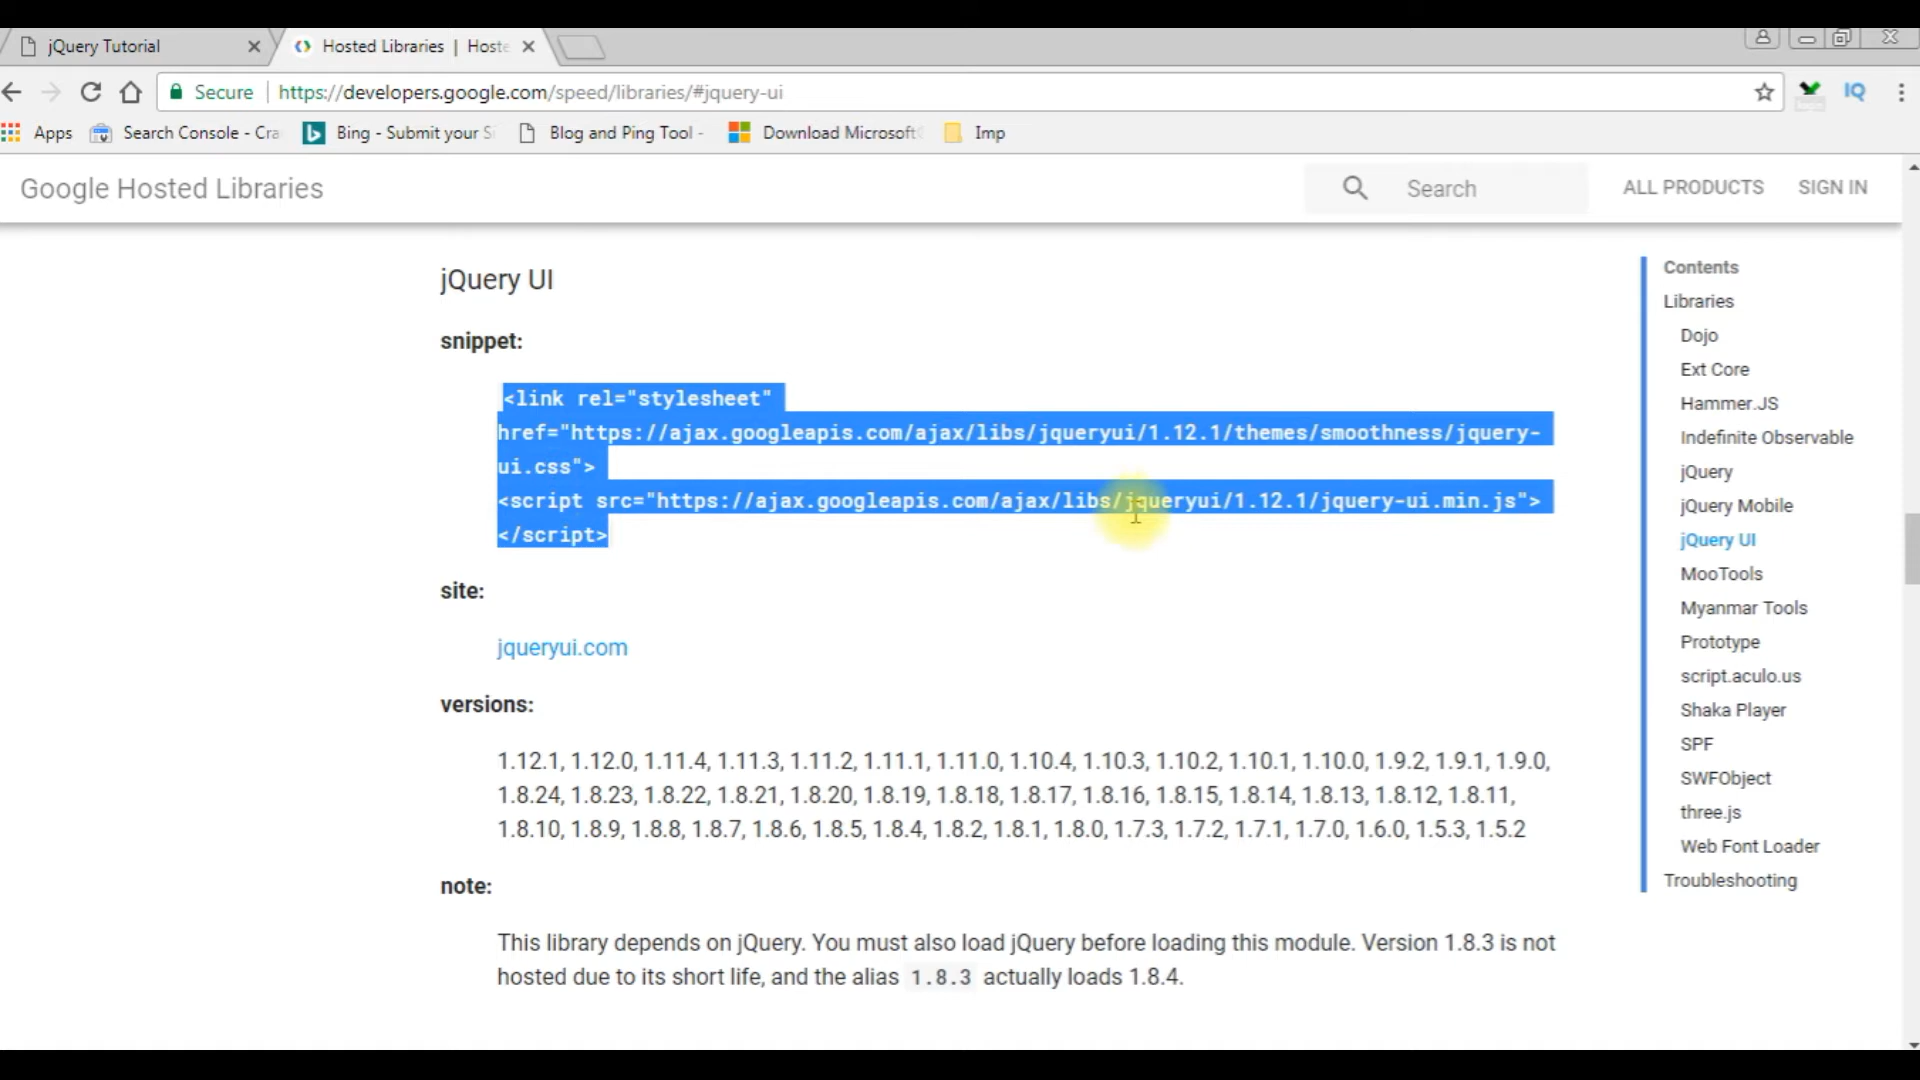 jQuery Tutorial
Hosted Libraries | Hoste
Secure https://developers.google.com/speed/libraries/#jquery-ui
IQ
Apps Search Console - Cra Bing - Submit your Si Blog and Ping Tool - Download Microsoft Imp
Google Hosted Libraries Search ALL PRODUCTS SIGN IN
jQuery UI
snippet:
<link rel="stylesheet"
href="https://ajax.googleapis.com/ajax/libs/jqueryui/1.12.1/themes/smoothness/jquery-
ui.css">
<script src="https://ajax.googleapis.com/ajax/libs/jqueryui/1.12.1/jquery-ui.min.js">
</script>
site:
jqueryui.com
versions:
1.12.1, 1.12.0, 1.11.4, 1.11.3, 1.11.2, 1.11.1, 1.11.0, 1.10.4, 1.10.3, 1.10.2, 1.10.1, 1.10.0, 1.9.2, 1.9.1, 1.9.0,
1.8.24, 1.8.23, 1.8.22, 1.8.21, 1.8.20, 1.8.19, 1.8.18, 1.8.17, 1.8.16, 1.8.15, 1.8.14, 1.8.13, 1.8.12, 1.8.11,
1.8.10, 1.8.9, 1.8.8, 1.8.7, 1.8.6, 1.8.5, 1.8.4, 1.8.2, 1.8.1, 1.8.0, 1.7.3, 1.7.2, 1.7.1, 1.7.0, 1.6.0, 1.5.3, 1.5.2
note:
This library depends on jQuery. You must also load jQuery before loading this module. Version 1.8.3 is not
hosted due to its short life, and the alias 1.8.3 actually loads 1.8.4.
Contents
Libraries
Dojo
Ext Core
Hammer.JS
Indefinite Observable
jQuery
jQuery Mobile
jQuery UI
MooTools
Myanmar Tools
Prototype
script.aculo.us
Shaka Player
SPF
SWFObject
three.js
Web Font Loader
Troubleshooting